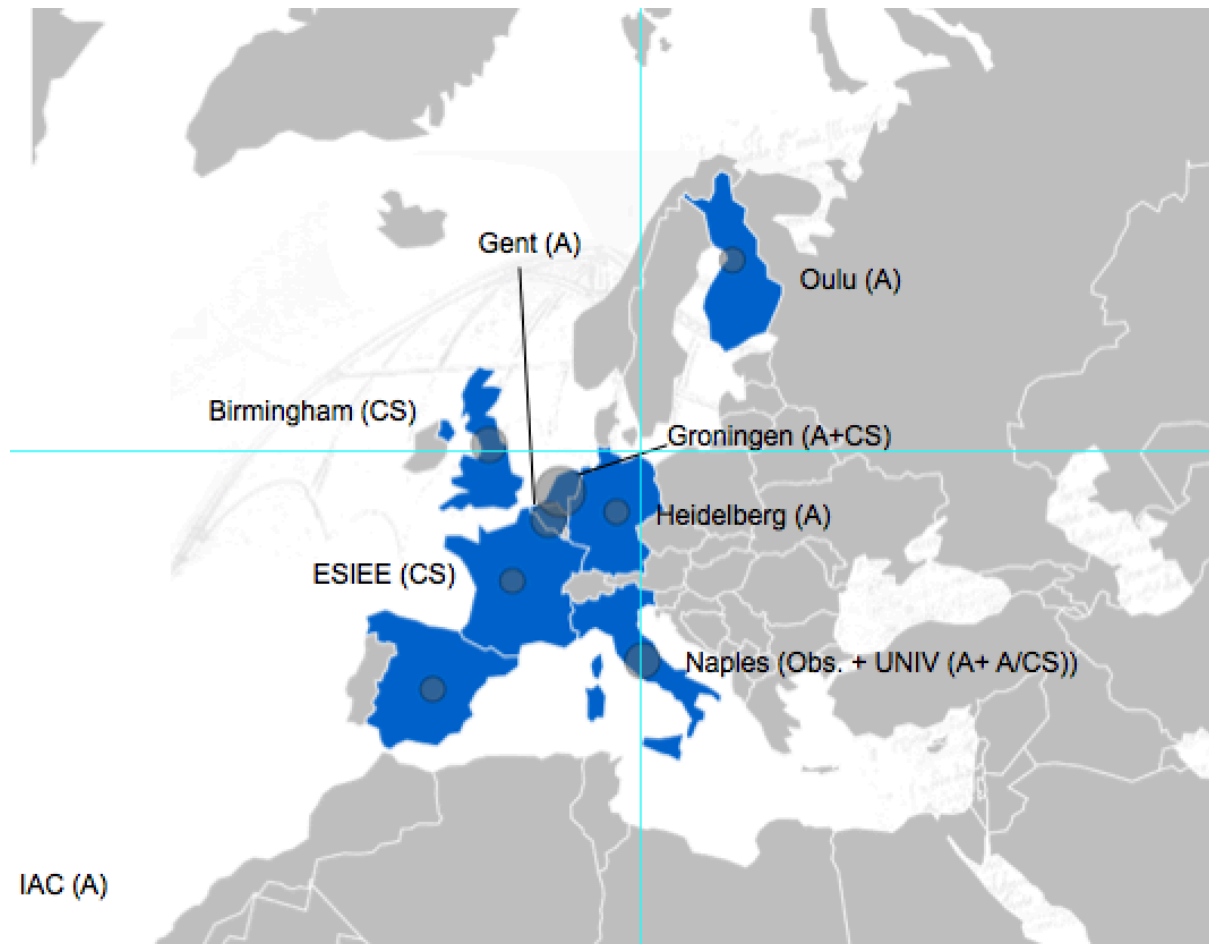 Gent (A)
Oulu (A)
Birmingham (CS)
Groningen (A+CS)
Heidelberg (A)
ESIEE (CS)
Naples (Obs. + UNIV (A+ A/CS))
IAC (A)